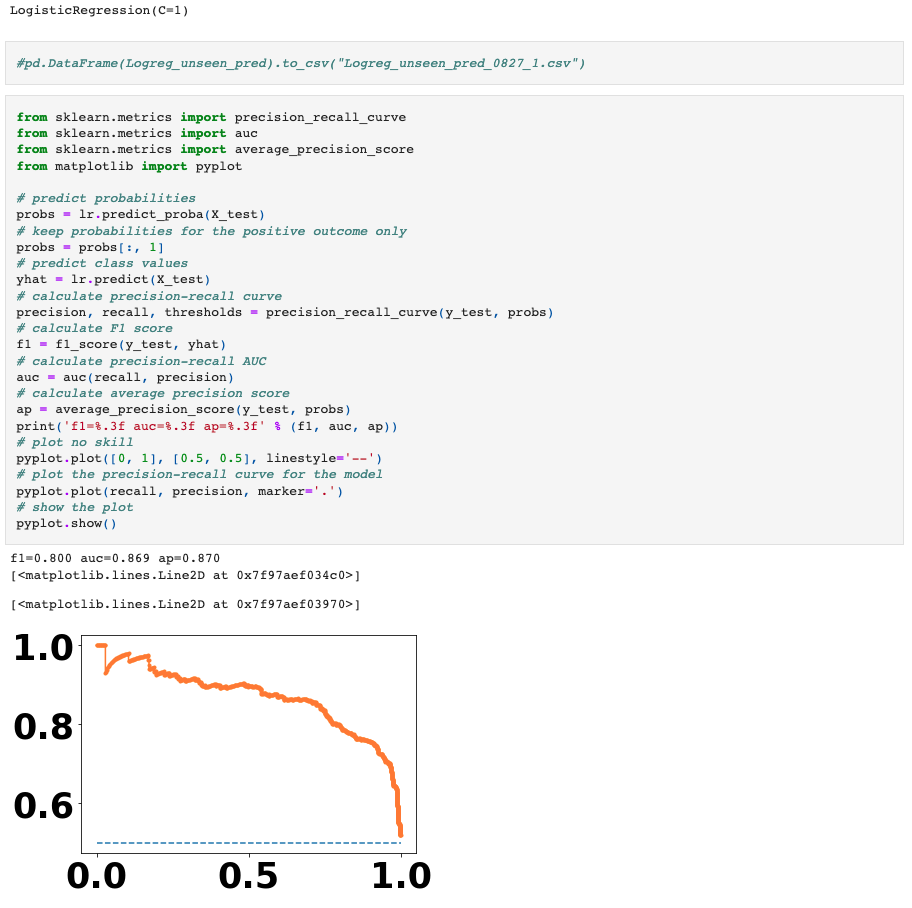 LogisticRegression(C=1)
#pd.DataFrame(Logreg_unseen_pred).to_csv("Logreg_unseen_pred_0827_1.csv")
from sklearn.metrics import precision_recall_curve
from sklearn.metrics import auc
from sklearn.metrics import average_precision_score
from matplotlib import pyplot
# predict probabilities
probs = lr.predict_proba(X_test)
# keep probabilities for the positive outcome only
probs = probs[:, 1]
# predict class values
yhat = lr.predict(X_test)
# calculate precision-recall curve
precision, recall, thresholds = precision_recall_curve(y_test, probs)
# calculate F1 score
f1 = f1_score(y_test, yhat)
# calculate precision-recall AUC
auc = auc(recall, precision)
# calculate average precision score
ap = average_precision_score(y_test, probs)
print('f1=%.3f auc=%.3f ap=%.3f' % (f1, auc, ap))
# plot no skill
pyplot.plot([0, 1], [0.5, 0.5], linestyle='--')
# plot the precision-recall curve for the model
pyplot.plot(recall, precision, marker='.')
# show the plot
pyplot.show()
f1=0.800 auc=0.869 ap=0.870
[<matplotlib.lines.Line2D at 0x7f97aef034c0>]
[<matplotlib.lines.Line2D at 0x7f97aef03970>]
1.0
0.8
0.6
0.0 0.5 1.0